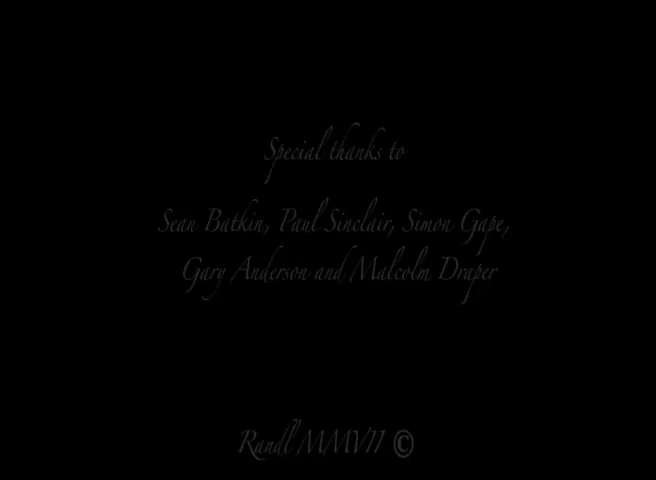 Special thanks to
Sean Batkin, Paul Sinclair, Simon Gape,
Gary Anderson and Malcolm Draper
Randl MMVII ©